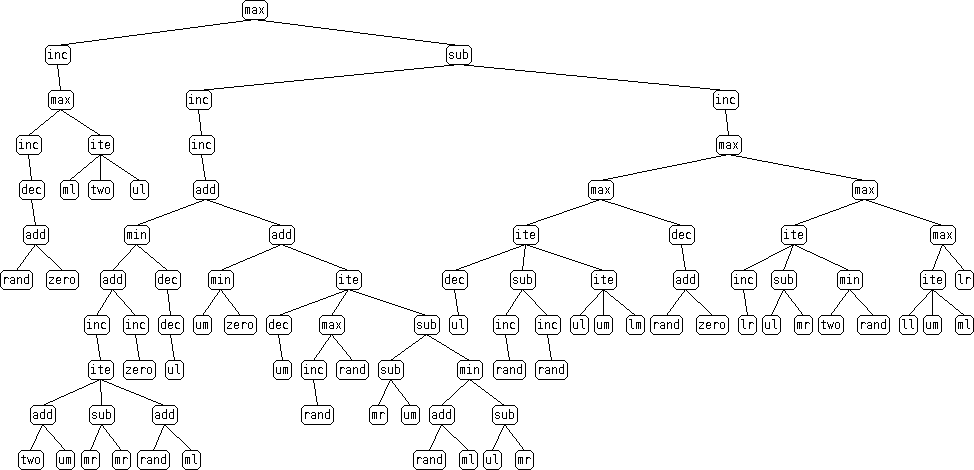 max
inc sub
max inc inc
inc ite inc max
dec ml two ul add max max
add min add ite dec ite max
rand zero add dec min ite dec sub ite add inc sub min ite lr
inc inc dec um zero dec max sub ul inc inc ul um lm rand zero lr ul mr two rand ll um ml
ite zero ul um inc rand sub min rand rand
add sub add rand mr um add sub
two um mr mr rand ml rand ml ul mr